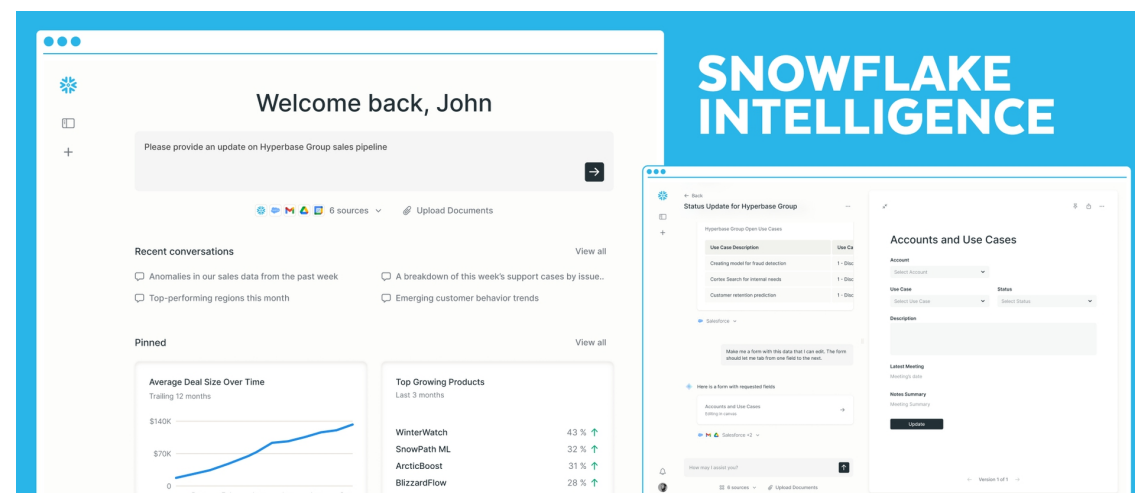 SNOWFLAKE
INTELLIGENCE
Welcome back, John
Please provide an update on Hyperbase Group sales pipeline
6 sources
Upload Documents
Recent conversations
View all
Anomalies in our sales data from the past week
A breakdown of this week's support cases by issue..
Top-performing regions this month
Emerging customer behavior trends
Pinned
View all
Average Deal Size Over Time
Trailing 12 months
$140K
$70K
0
Top Growing Products
Last 3 months
WinterWatch
43 %
SnowPath ML
32 %
ArcticBoost
31 %
BlizzardFlow
28 %
Back
Status Update for Hyperbase Group
Hyperbase Group Open Use Cases
Use Case Description
Use Ca
Creating model for fraud detection
1 - Disc
Cortex Search for internal needs
1 - Disc
Customer retention prediction
1 - Disc
Salesforce
Make me a form with this data that I can edit. The form
should let me tab from one field to the next.
Here is a form with requested fields
Accounts and Use Cases
Editing in canvas
Salesforce +2
How may I assist you?
6 sources
Upload Documents
Accounts and Use Cases
Account
Select Account
Use Case
Status
Select Use Case
Select Status
Description
Latest Meeting
Meeting's date
Notes Summary
Meeting Summary
Update
Version 1 of 1